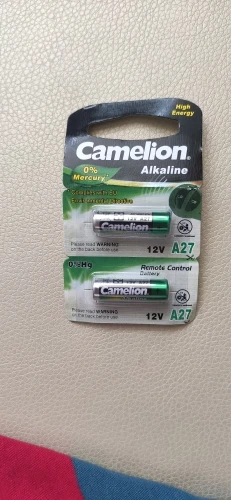 High
Energy
Camelion®
0%
Mercury
Alkaline
Please read WARNING
on the back before use
12V A27
0%Hg
Remote Control
Battery
Camelion
Please read WARNING
on the back before use
12V A27